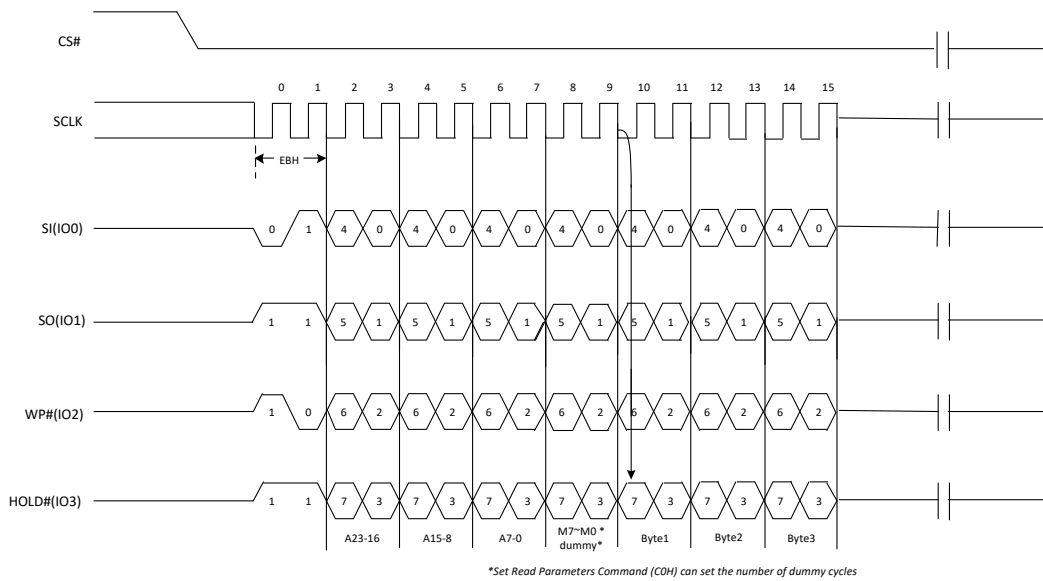 CS#
0 1 2 3 4 5 6 7 8 9 10 11 12 13 14 15
SCLK
EBH
SI(IO0) 0 1 4 0 4 0 4 0 4 0 4 0 4 0 4 0
SO(IO1) 1 1 5 1 5 1 5 1 5 1 5 1 5 1 5 1
WP#(IO2) 1 0 6 2 6 2 6 2 6 2 6 2 6 2 6 2
HOLD#(IO3) 1 1 7 3 7 3 7 3 7 3 7 3 7 3 7 3
A23-16 A15-8 A7-0 M7~M0 * Byte1 Byte2 Byte3
dummy*
*Set Read Parameters Command (C0H) can set the number of dummy cycles